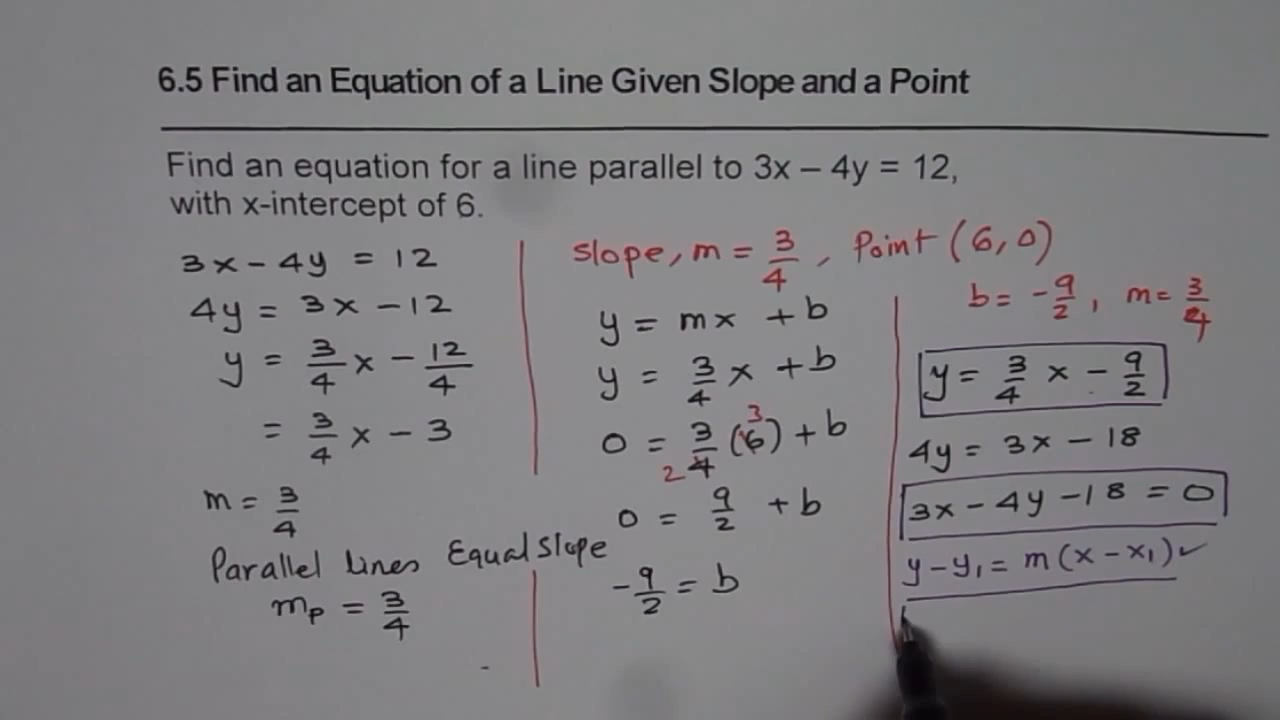 6.5 Find an Equation of a Line Given Slope and a Point
Find an equation for a line parallel to 3x – 4y = 12,
with x-intercept of 6.
3x - 4y = 12
4y = 3x - 12
y = 3/4 x - 12/4
= 3/4 x - 3
m = 3/4
Parallel Lines Equal Slope
m_p = 3/4
Slope, m = 3/4 , Point (6, 0)
y = mx + b
y = 3/4 x + b
0 = 3/4 (6) + b
3
2
0 = 9/2 + b
-9/2 = b
b = -9/2 , m = 3/4
y = 3/4 x - 9/2
4y = 3x - 18
3x - 4y - 18 = 0
y - y₁ = m(x - x₁) ✓